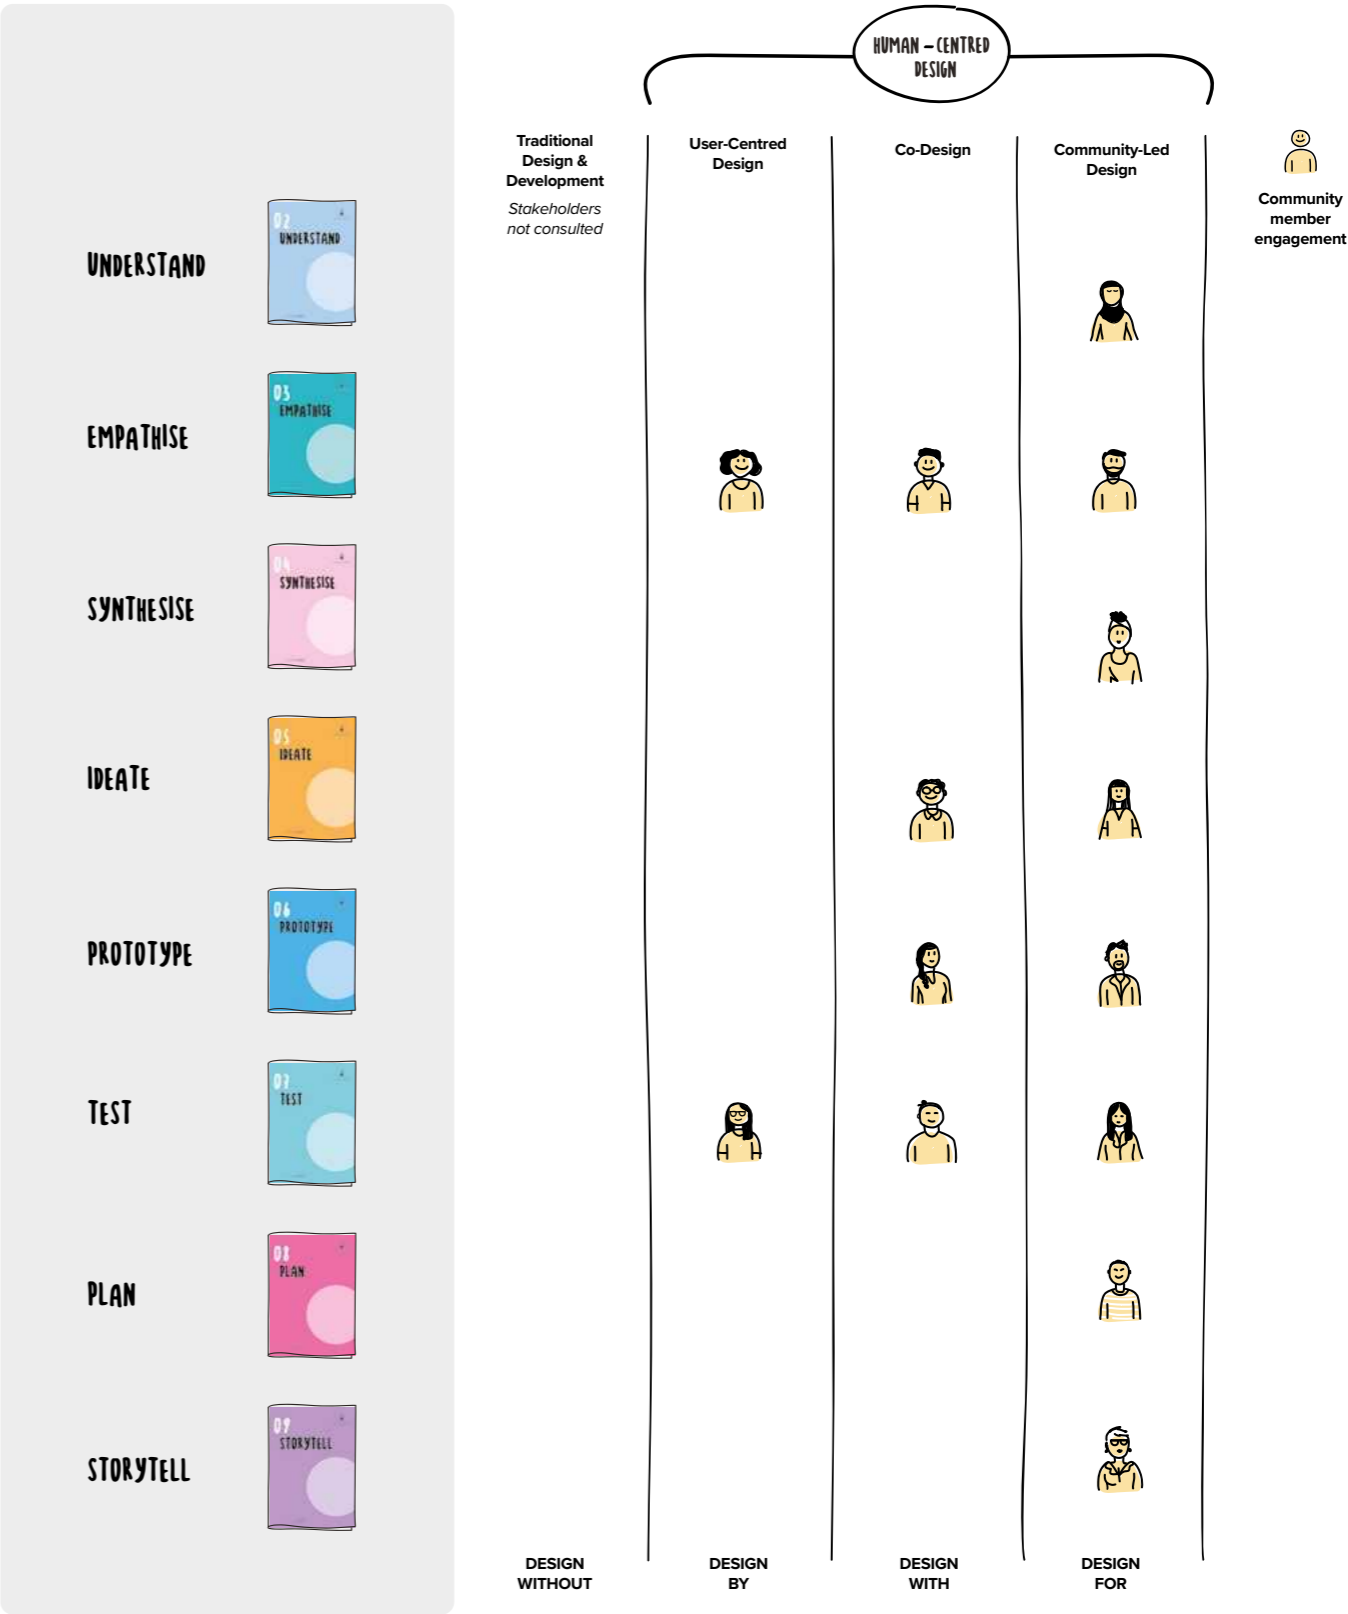 HUMAN – CENTRED
DESIGN
Traditional
Design &
Development
Stakeholders
not consulted
User-Centred
Design
Co-Design
Community-Led
Design
Community
member
engagement
UNDERSTAND
02
UNDERSTAND
EMPATHISE
03
EMPATHISE
SYNTHESISE
04
SYNTHESISE
IDEATE
05
IDEATE
PROTOTYPE
06
PROTOTYPE
TEST
07
TEST
PLAN
08
PLAN
STORYTELL
09
STORYTELL
DESIGN
WITHOUT
DESIGN
BY
DESIGN
WITH
DESIGN
FOR